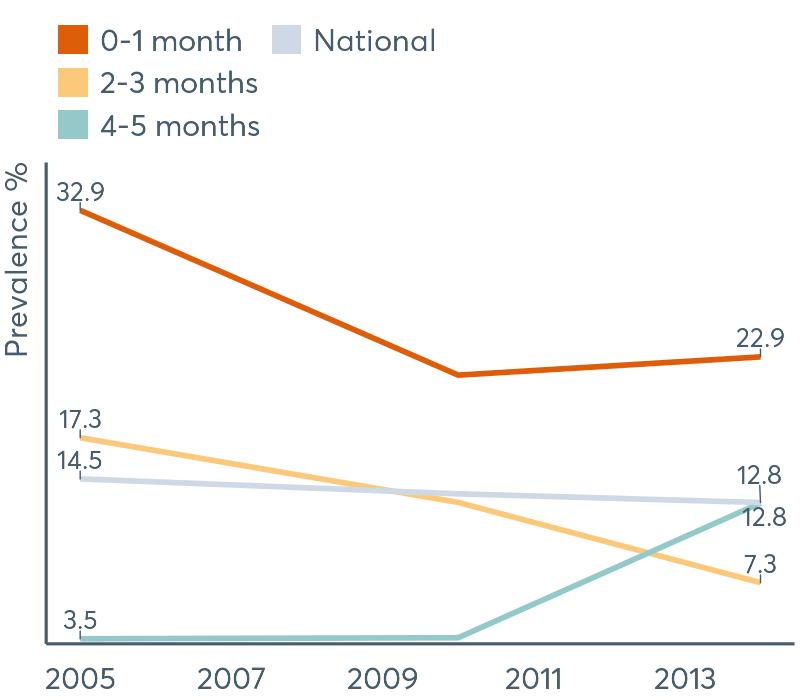 0-1 month National
2-3 months
4-5 months
Prevalence %
32.9
22.9
17.3
14.5
12.8
12.8
7.3
3.5
2005 2007 2009 2011 2013